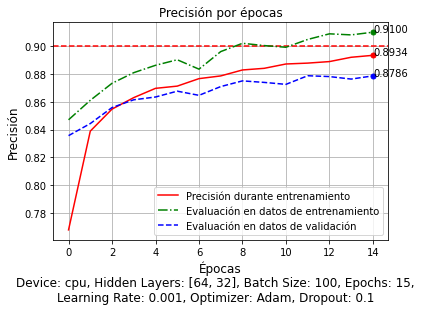 Precisión por épocas
0.9100
0.8934
0.8786
0.90
0.88
0.86
0.84
0.82
0.80
0.78
Precisión
Precisión durante entrenamiento
Evaluación en datos de entrenamiento
Evaluación en datos de validación
0 2 4 6 8 10 12 14
Épocas
Device: cpu, Hidden Layers: [64, 32], Batch Size: 100, Epochs: 15,
Learning Rate: 0.001, Optimizer: Adam, Dropout: 0.1